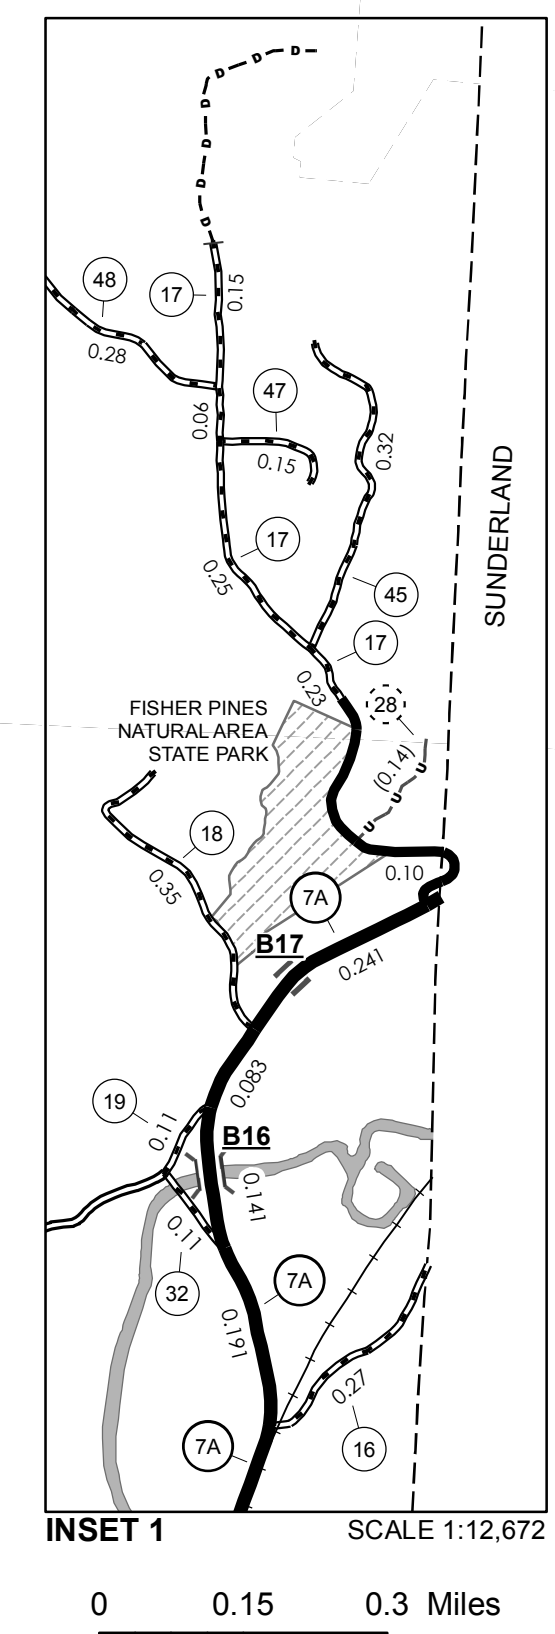 D
D
D
D
D
D
D
48
17
0.15
0.28
47
0.06
0.15
0.32
SUNDERLAND
17
0.25
45
17
0.23
28
FISHER PINES
NATURAL AREA
STATE PARK
(0.14)
U
U
U
18
0.35
0.10
7A
B17
0.241
0.083
19
0.11
B16
0.141
0.11
32
7A
0.191
0.27
7A
16
INSET 1
SCALE 1:12,672
0 0.15 0.3 Miles